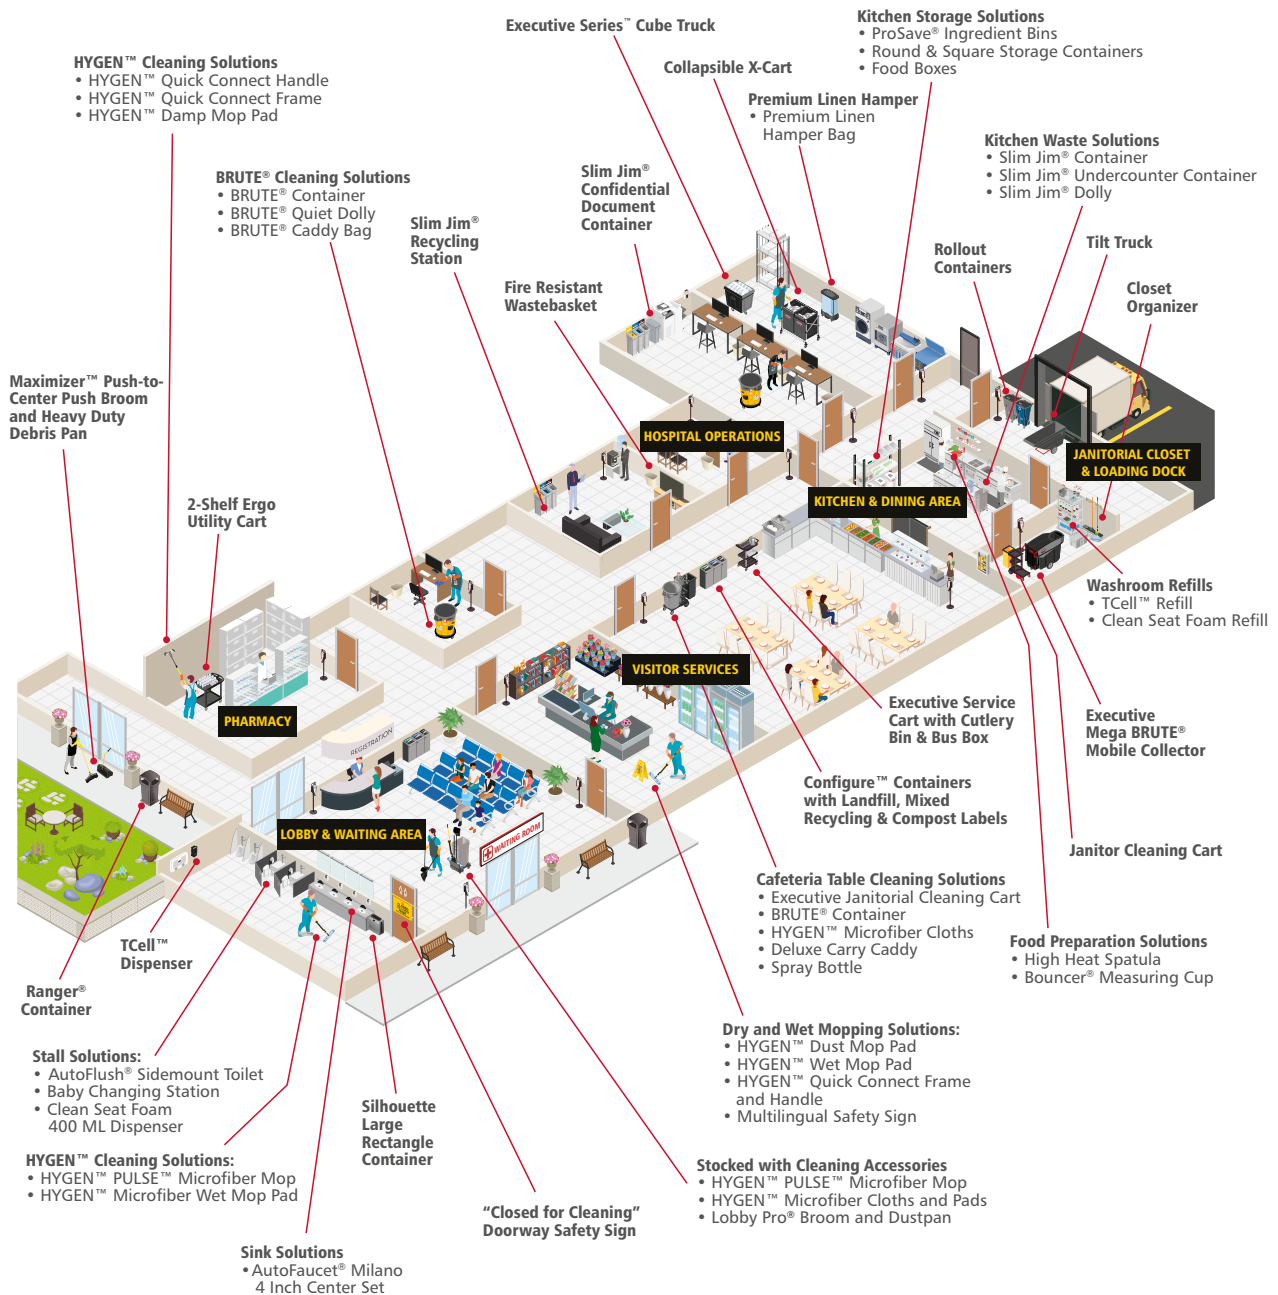 Executive Series™ Cube Truck
Collapsible X-Cart
Kitchen Storage Solutions
• ProSave® Ingredient Bins
• Round & Square Storage Containers
• Food Boxes
HYGEN™ Cleaning Solutions
• HYGEN™ Quick Connect Handle
• HYGEN™ Quick Connect Frame
• HYGEN™ Damp Mop Pad
Premium Linen Hamper
• Premium Linen
Hamper Bag
Kitchen Waste Solutions
• Slim Jim® Container
• Slim Jim® Undercounter Container
• Slim Jim® Dolly
BRUTE® Cleaning Solutions
• BRUTE® Container
• BRUTE® Quiet Dolly
• BRUTE® Caddy Bag
Slim Jim®
Confidential
Document
Container
Slim Jim®
Recycling
Station
Rollout
Containers
Tilt Truck
Fire Resistant
Wastebasket
Closet
Organizer
Maximizer™ Push-to-
Center Push Broom
and Heavy Duty
Debris Pan
HOSPITAL OPERATIONS
JANITORIAL CLOSET
& LOADING DOCK
KITCHEN & DINING AREA
2-Shelf Ergo
Utility Cart
Washroom Refills
• TCell™ Refill
• Clean Seat Foam Refill
VISITOR SERVICES
PHARMACY
REGISTRATION
Executive Service
Cart with Cutlery
Bin & Bus Box
Executive
Mega BRUTE®
Mobile Collector
Configure™ Containers
with Landfill, Mixed
Recycling & Compost Labels
LOBBY & WAITING AREA
WAITING ROOM
Janitor Cleaning Cart
Cafeteria Table Cleaning Solutions
• Executive Janitorial Cleaning Cart
• BRUTE® Container
• HYGEN™ Microfiber Cloths
• Deluxe Carry Caddy
• Spray Bottle
TCell™
Dispenser
Food Preparation Solutions
• High Heat Spatula
• Bouncer® Measuring Cup
Ranger®
Container
Dry and Wet Mopping Solutions:
• HYGEN™ Dust Mop Pad
• HYGEN™ Wet Mop Pad
• HYGEN™ Quick Connect Frame
and Handle
• Multilingual Safety Sign
Stall Solutions:
• AutoFlush® Sidemount Toilet
• Baby Changing Station
• Clean Seat Foam
400 ML Dispenser
Silhouette
Large
Rectangle
Container
HYGEN™ Cleaning Solutions:
• HYGEN™ PULSE™ Microfiber Mop
• HYGEN™ Microfiber Wet Mop Pad
Stocked with Cleaning Accessories
• HYGEN™ PULSE™ Microfiber Mop
• HYGEN™ Microfiber Cloths and Pads
• Lobby Pro® Broom and Dustpan
“Closed for Cleaning”
Doorway Safety Sign
Sink Solutions
• AutoFaucet® Milano
4 Inch Center Set